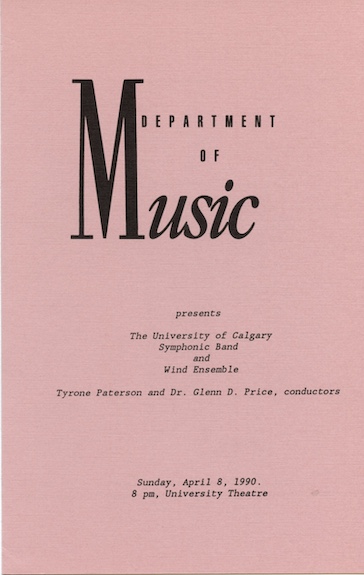 DEPARTMENT
OF
Music
presents
The University of Calgary
Symphonic Band
and
Wind Ensemble
Tyrone Paterson and Dr. Glenn D. Price, conductors
Sunday, April 8, 1990.
8 pm, University Theatre